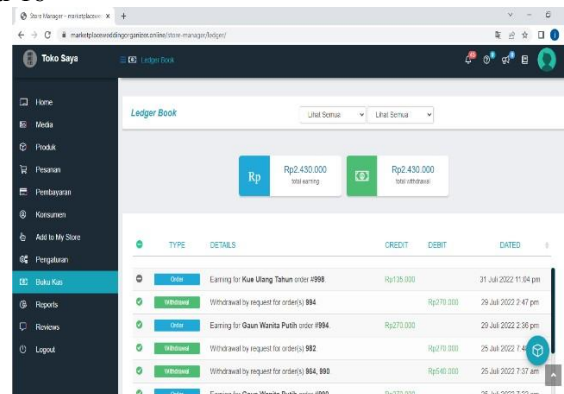 Store Manager - marketplacewe
marketplaceweddingorganizer.online/store-manager/ledger/
Toko Saya
Ledger Book
Home
Media
Produk
Pesanan
Pembayaran
Konsumen
Add to My Store
Pengaturan
Buku Kas
Reports
Reviews
Logout
Ledger Book
Lihat Semua
Lihat Semua
Rp
Rp2.430.000
total earning
Rp2.430.000
total withdrawal
TYPE DETAILS CREDIT DEBIT DATED
Order Earning for Kue Ulang Tahun order #998. Rp135.000 31 Juli 2022 11:04 pm
Withdrawal Withdrawal by request for order(s) 994. Rp270.000 29 Juli 2022 2:47 pm
Order Earning for Gaun Wanita Putih order #994. Rp270.000 29 Juli 2022 2:36 pm
Withdrawal Withdrawal by request for order(s) 982. Rp270.000 25 Juli 2022
Withdrawal Withdrawal by request for order(s) 864, 890. Rp540.000 25 Juli 2022 7:37 am